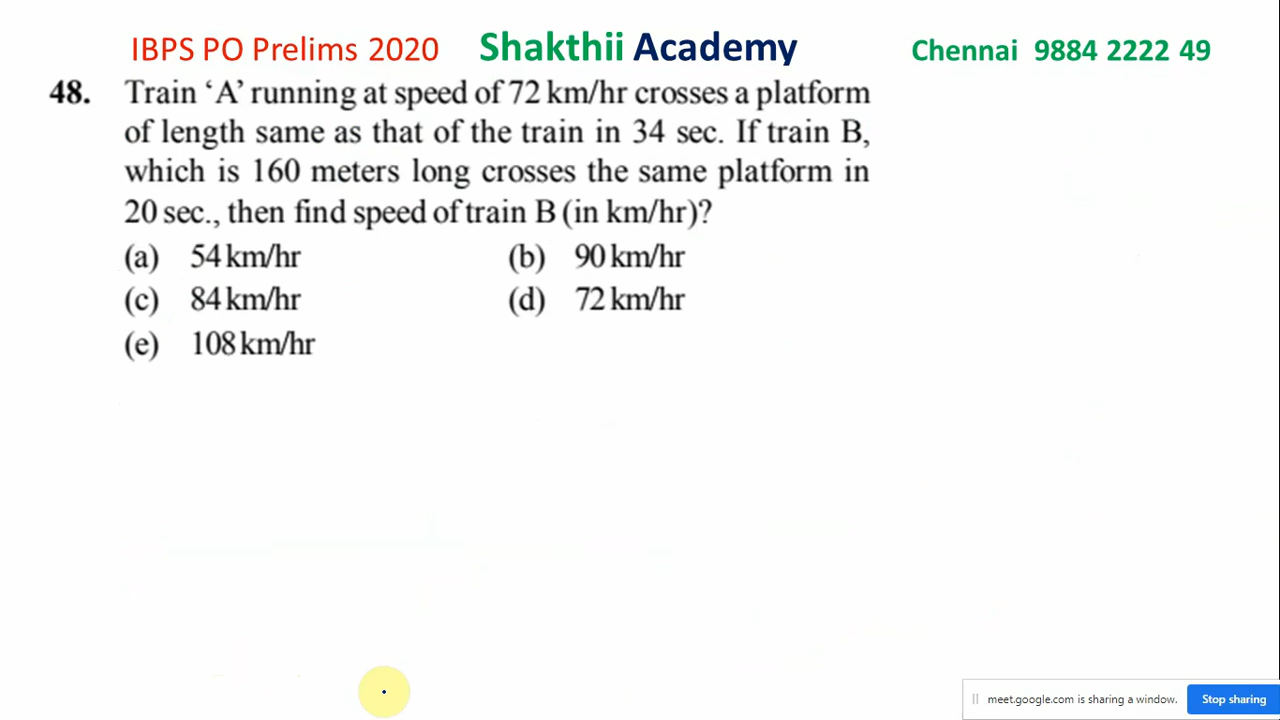 IBPS PO Prelims 2020 Shakthii Academy Chennai 9884 2222 49
48. Train ‘A’ running at speed of 72 km/hr crosses a platform
of length same as that of the train in 34 sec. If train B,
which is 160 meters long crosses the same platform in
20 sec., then find speed of train B (in km/hr)?
(a) 54 km/hr (b) 90 km/hr
(c) 84 km/hr (d) 72 km/hr
(e) 108 km/hr
meet.google.com is sharing a window. Stop sharing